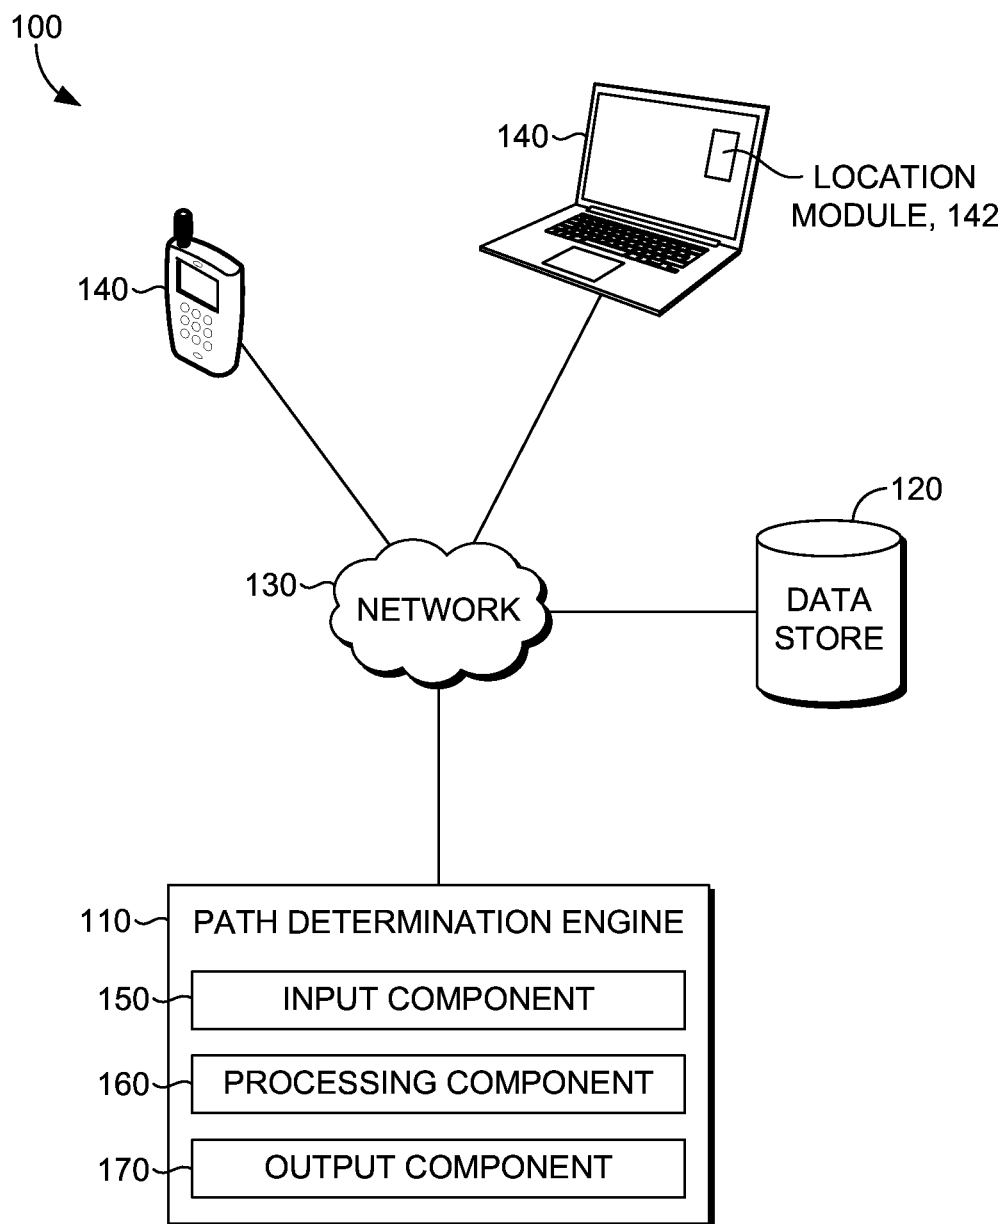 100
140
LOCATION
MODULE, 142
140
120
130
NETWORK
DATA
STORE
110
PATH DETERMINATION ENGINE
150
INPUT COMPONENT
160
PROCESSING COMPONENT
170
OUTPUT COMPONENT